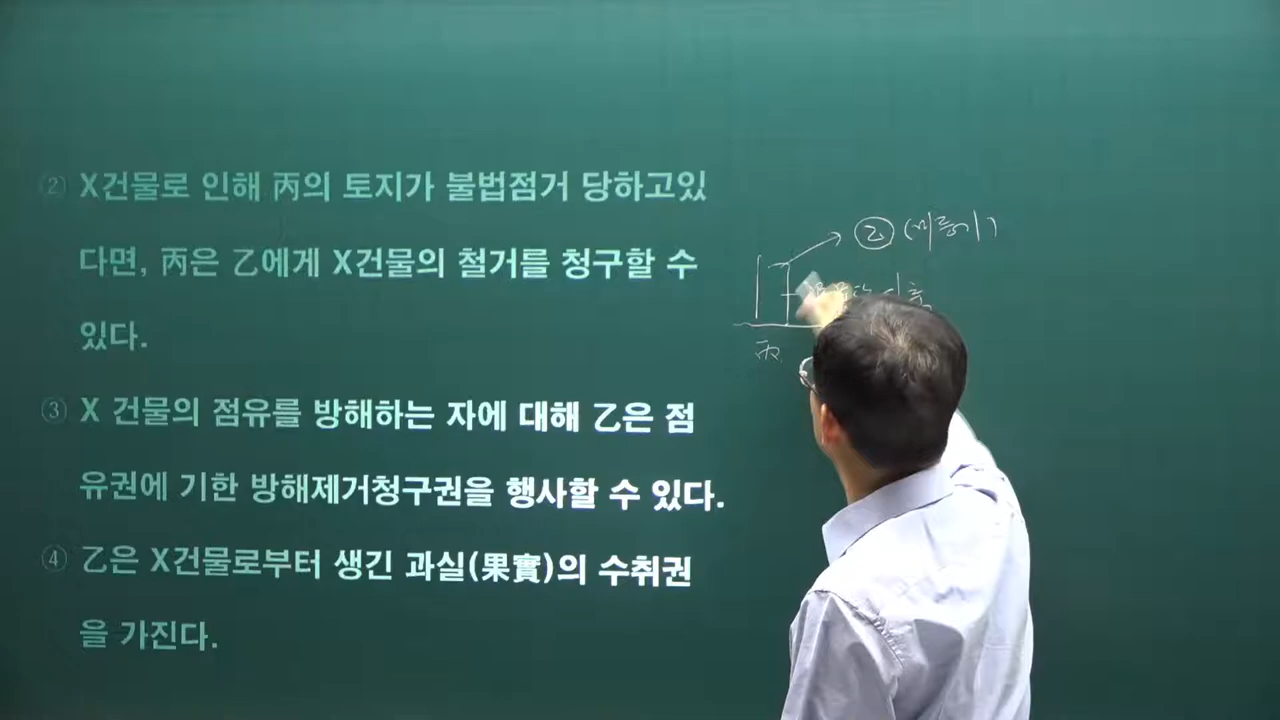 ② X건물로 인해 丙의 토지가 불법점거 당하고있
다면, 丙은 乙에게 X건물의 철거를 청구할 수
있다.
③ X 건물의 점유를 방해하는 자에 대해 乙은 점
유권에 기한 방해제거청구권을 행사할 수 있다.
④ 乙은 X건물로부터 생긴 과실(果實)의 수취권
을 가진다.
乙 (미등기)
丙